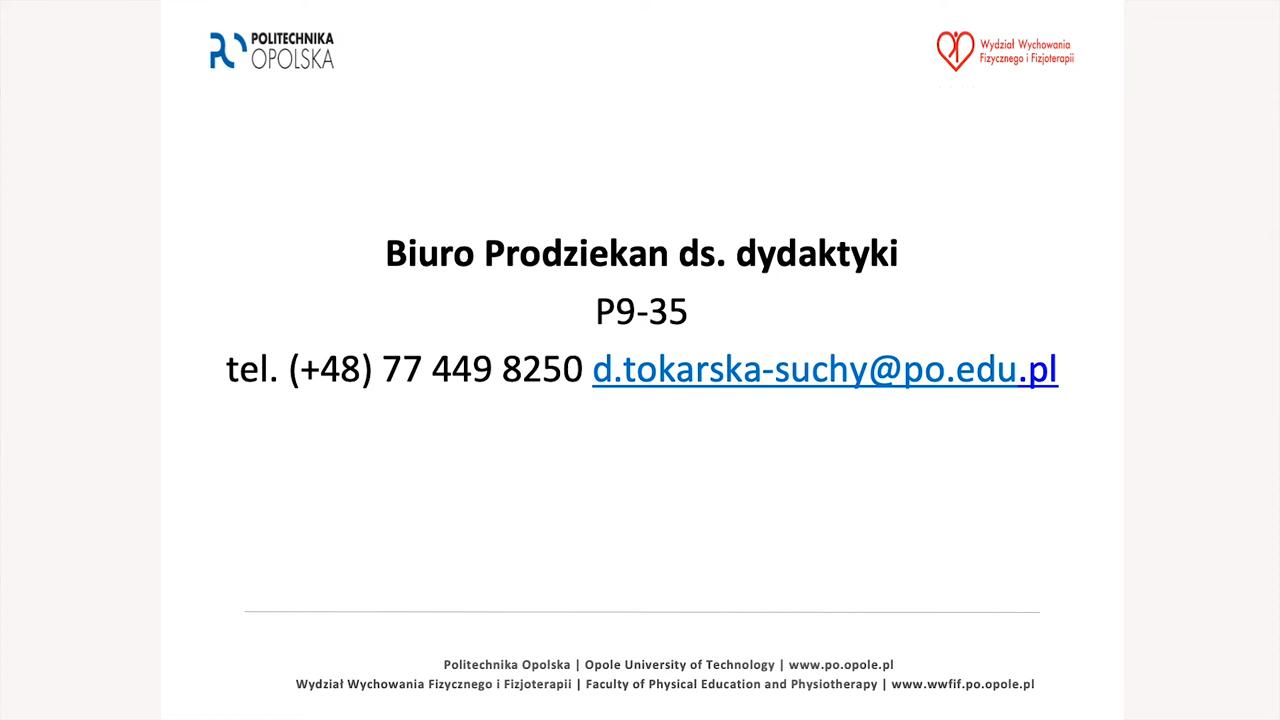 POLITECHNIKA
OPOLSKA
Wydział Wychowania
Fizycznego i Fizjoterapii
Biuro Prodziekan ds. dydaktyki
P9-35
tel. (+48) 77 449 8250 d.tokarska-suchy@po.edu.pl
Politechnika Opolska | Opole University of Technology | www.po.opole.pl
Wydział Wychowania Fizycznego i Fizjoterapii | Faculty of Physical Education and Physiotherapy | www.wwfif.po.opole.pl